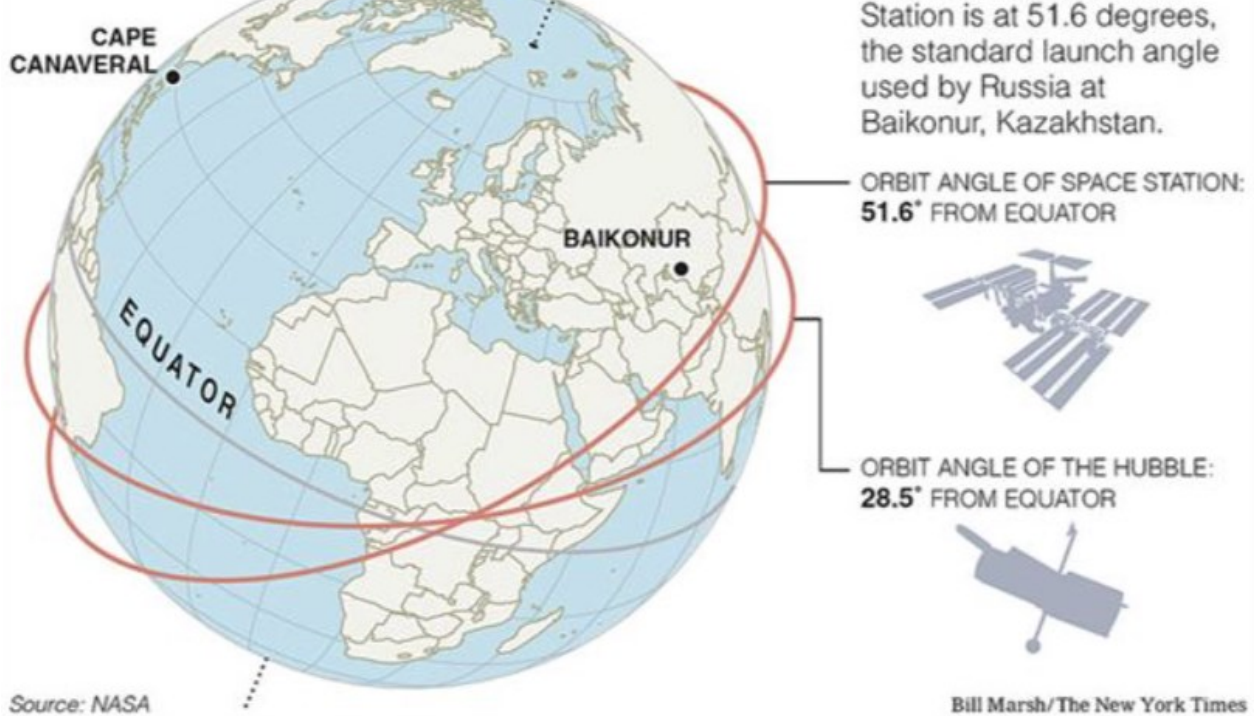 CAPE
CANAVERAL
Station is at 51.6 degrees,
the standard launch angle
used by Russia at
Baikonur, Kazakhstan.
ORBIT ANGLE OF SPACE STATION:
51.6° FROM EQUATOR
BAIKONUR
EQUATOR
ORBIT ANGLE OF THE HUBBLE:
28.5° FROM EQUATOR
Source: NASA
Bill Marsh/The New York Times